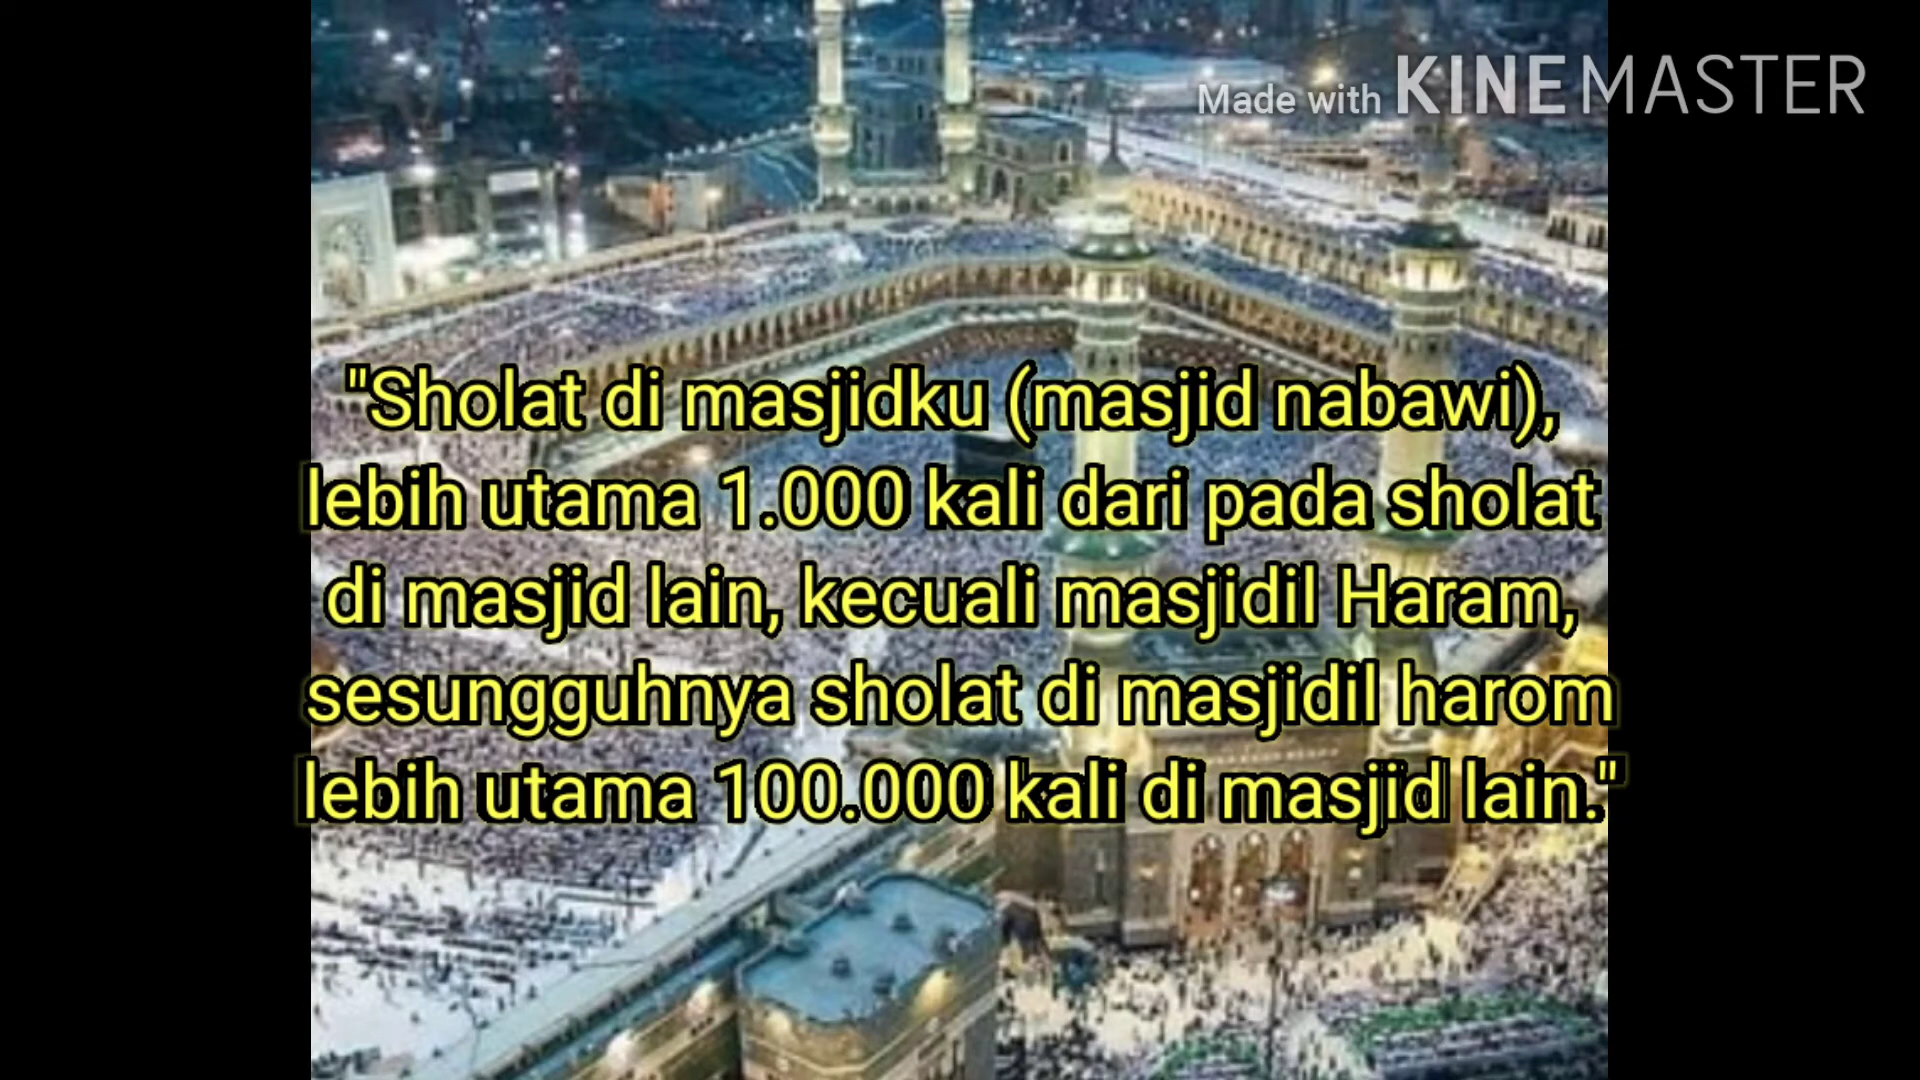 Made with KINEMASTER
"Sholat di masjidku (masjid nabawi),
lebih utama 1.000 kali dari pada sholat
di masjid lain, kecuali masjidil Haram,
sesungguhnya sholat di masjidil harom
lebih utama 100.000 kali di masjid lain."